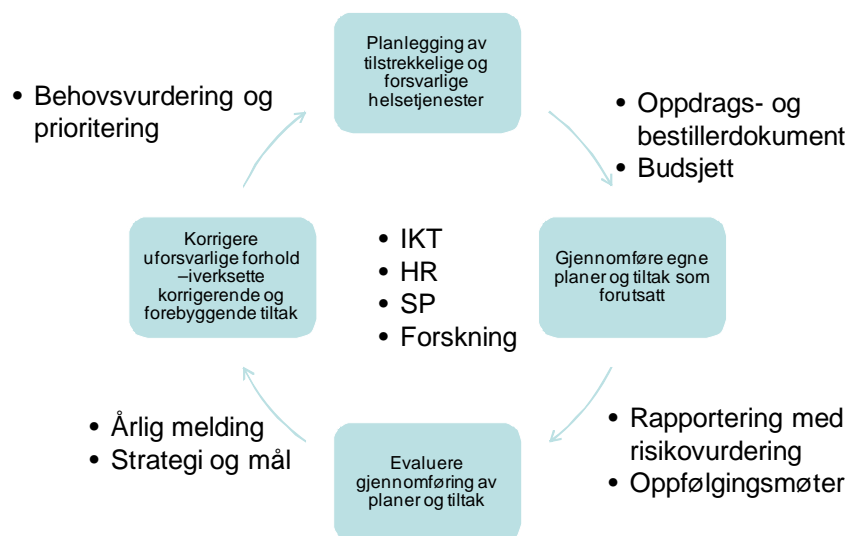 Planlegging av
tilstrekkelige og
forsvarlige
helsetjenester
• Behovsvurdering og
prioritering
• Oppdrags- og
bestillerdokument
• Budsjett
Korrigere
uforsvarlige forhold
–iverksette
korrigerende og
forebyggende tiltak
• IKT
• HR
• SP
• Forskning
Gjennomføre egne
planer og tiltak som
forutsatt
• Årlig melding
• Strategi og mål
Evaluere
gjennomføring av
planer og tiltak
• Rapportering med
risikovurdering
• Oppfølgingsmøter